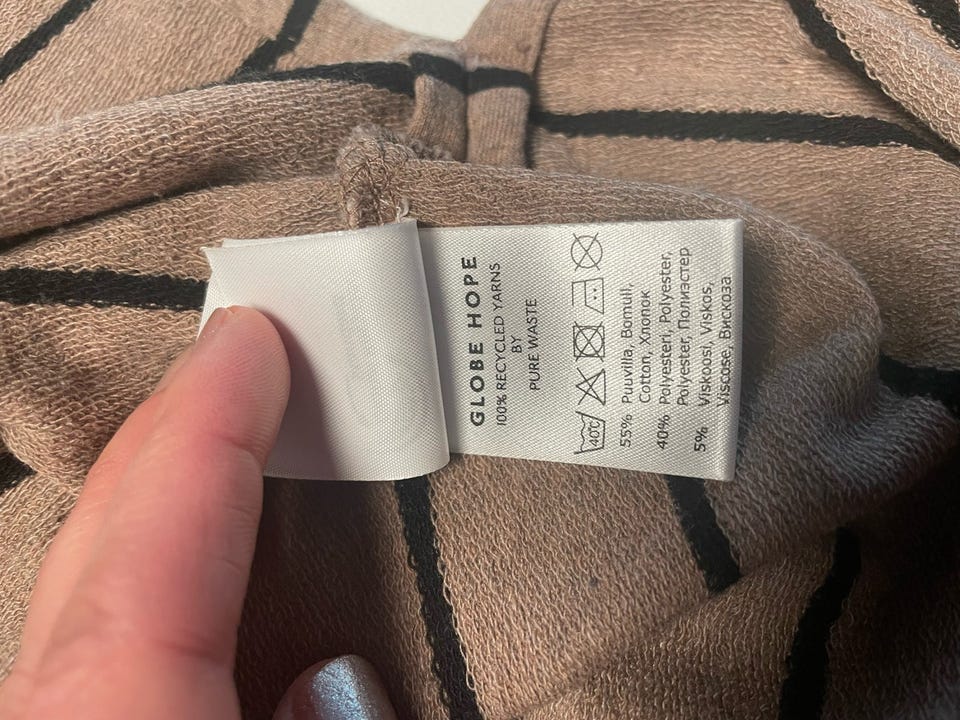 GLOBE HOPE
100% RECYCLED YARNS
BY
PURE WASTE
40C
55% Puuvilla, Bomull,
Cotton, Хлопок
40% Polyesteri, Polyester,
Polyester, Полиэстер
5% Viskoosi, Viskos,
Viscose, Вискоза